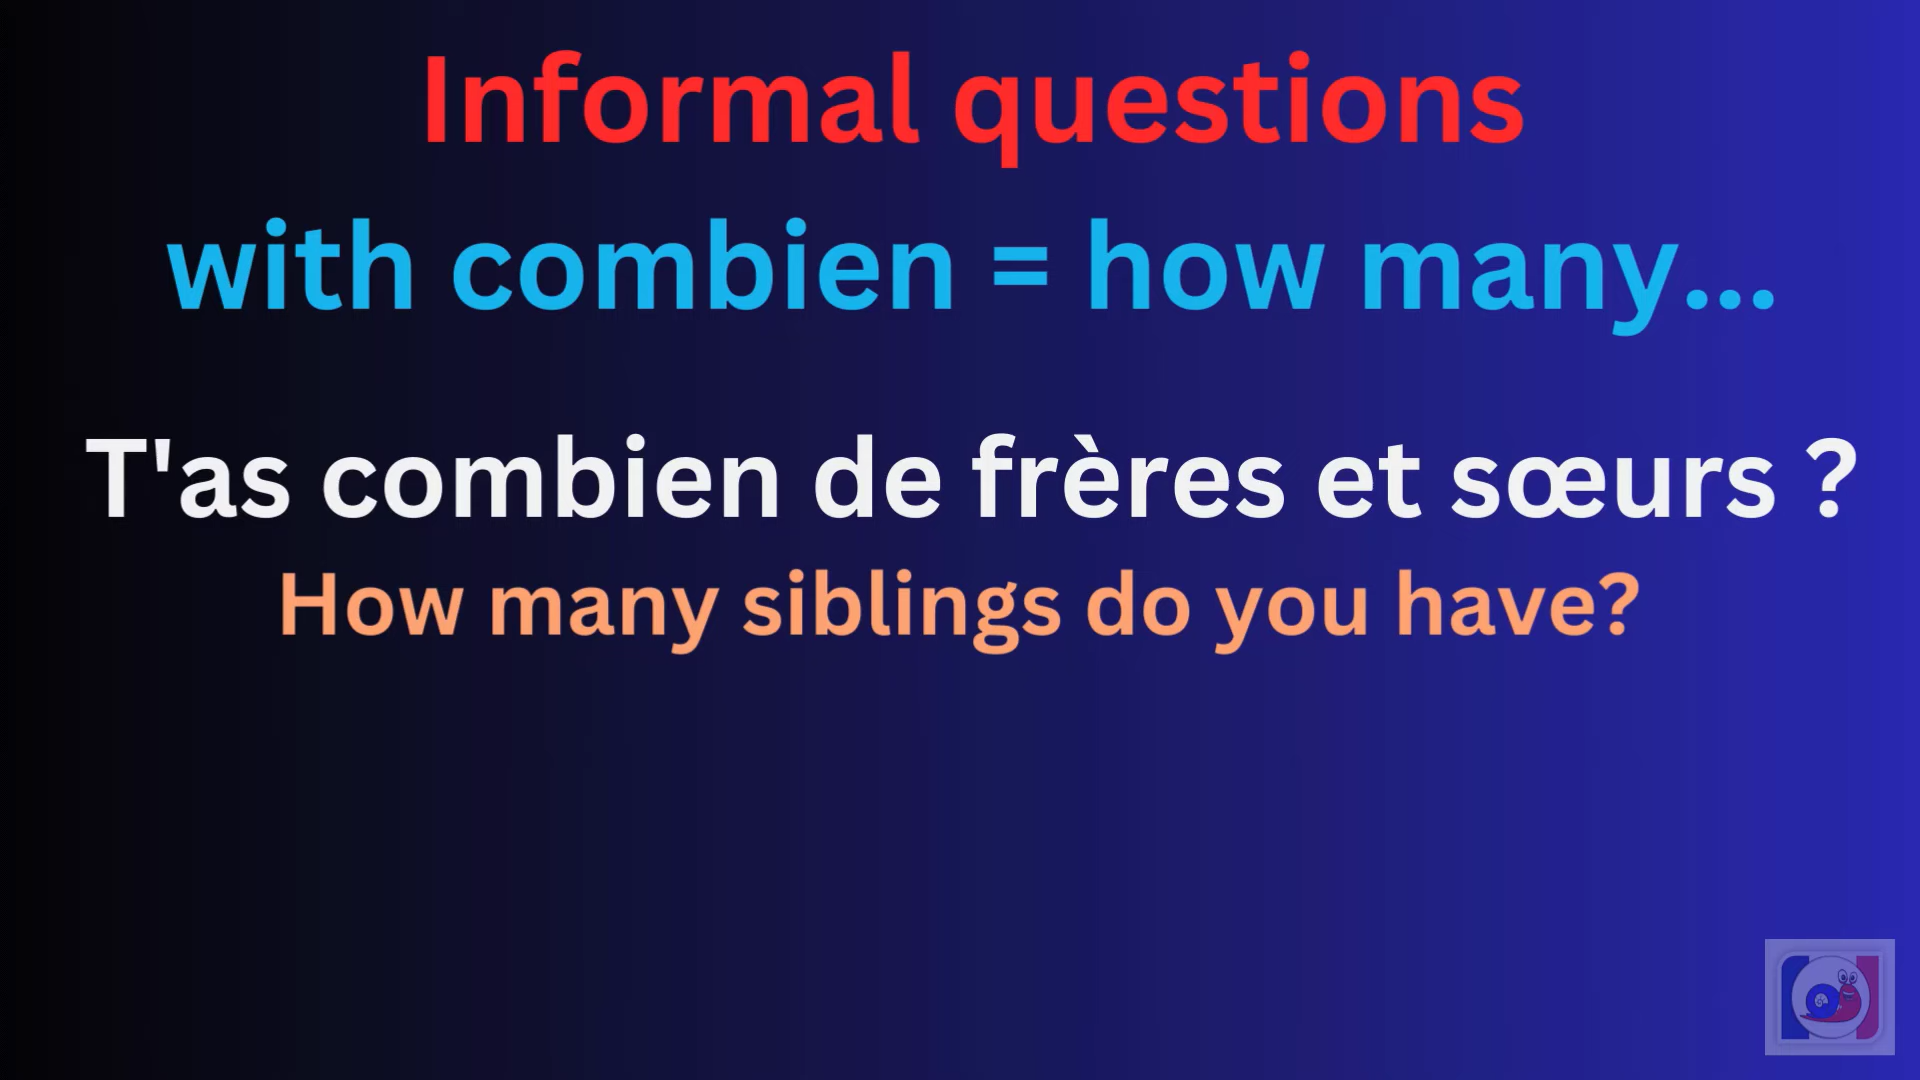 Informal questions
with combien = how many...
T'as combien de frères et sœurs ?
How many siblings do you have?